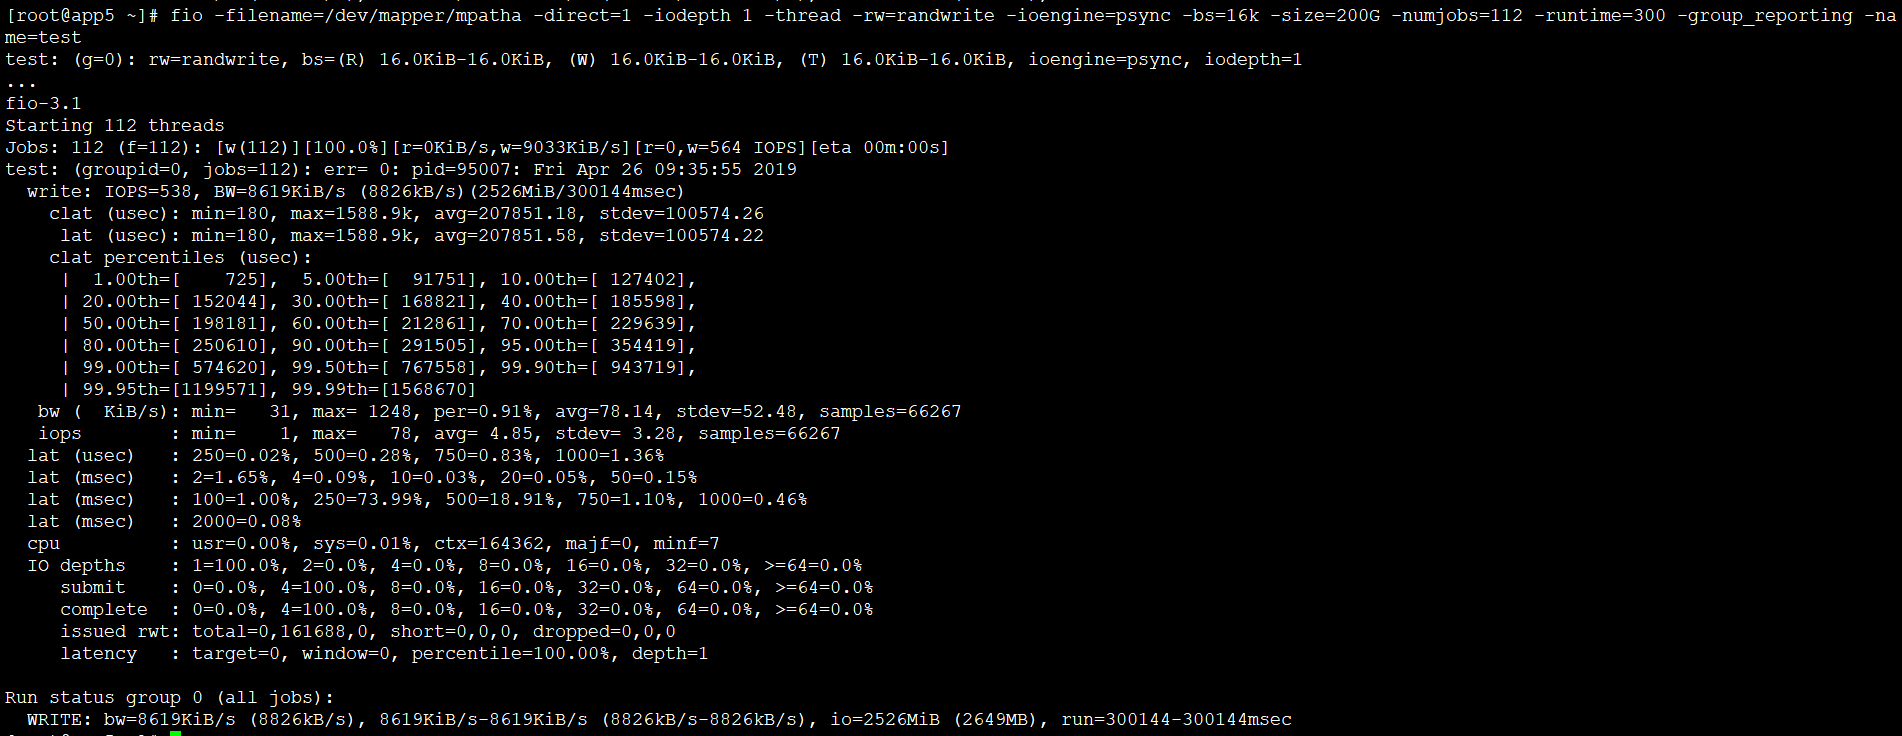 [root@app5 ~]# fio -filename=/dev/mapper/mpatha -direct=1 -iodepth 1 -thread -rw=randwrite -ioengine=psync -bs=16k -size=200G -numjobs=112 -runtime=300 -group_reporting -na
me=test
test: (g=0): rw=randwrite, bs=(R) 16.0KiB-16.0KiB, (W) 16.0KiB-16.0KiB, (T) 16.0KiB-16.0KiB, ioengine=psync, iodepth=1
...
fio-3.1
Starting 112 threads
Jobs: 112 (f=112): [w(112)][100.0%][r=0KiB/s,w=9033KiB/s][r=0,w=564 IOPS][eta 00m:00s]
test: (groupid=0, jobs=112): err= 0: pid=95007: Fri Apr 26 09:35:55 2019
  write: IOPS=538, BW=8619KiB/s (8826kB/s)(2526MiB/300144msec)
    clat (usec): min=180, max=1588.9k, avg=207851.18, stdev=100574.26
     lat (usec): min=180, max=1588.9k, avg=207851.58, stdev=100574.22
    clat percentiles (usec):
     |  1.00th=[    725],  5.00th=[  91751], 10.00th=[ 127402],
     | 20.00th=[ 152044], 30.00th=[ 168821], 40.00th=[ 185598],
     | 50.00th=[ 198181], 60.00th=[ 212861], 70.00th=[ 229639],
     | 80.00th=[ 250610], 90.00th=[ 291505], 95.00th=[ 354419],
     | 99.00th=[ 574620], 99.50th=[ 767558], 99.90th=[ 943719],
     | 99.95th=[1199571], 99.99th=[1568670]
   bw (  KiB/s): min=   31, max= 1248, per=0.91%, avg=78.14, stdev=52.48, samples=66267
   iops        : min=    1, max=   78, avg= 4.85, stdev= 3.28, samples=66267
  lat (usec)   : 250=0.02%, 500=0.28%, 750=0.83%, 1000=1.36%
  lat (msec)   : 2=1.65%, 4=0.09%, 10=0.03%, 20=0.05%, 50=0.15%
  lat (msec)   : 100=1.00%, 250=73.99%, 500=18.91%, 750=1.10%, 1000=0.46%
  lat (msec)   : 2000=0.08%
  cpu          : usr=0.00%, sys=0.01%, ctx=164362, majf=0, minf=7
  IO depths    : 1=100.0%, 2=0.0%, 4=0.0%, 8=0.0%, 16=0.0%, 32=0.0%, >=64=0.0%
     submit    : 0=0.0%, 4=100.0%, 8=0.0%, 16=0.0%, 32=0.0%, 64=0.0%, >=64=0.0%
     complete  : 0=0.0%, 4=100.0%, 8=0.0%, 16=0.0%, 32=0.0%, 64=0.0%, >=64=0.0%
     issued rwt: total=0,161688,0, short=0,0,0, dropped=0,0,0
     latency   : target=0, window=0, percentile=100.00%, depth=1

Run status group 0 (all jobs):
  WRITE: bw=8619KiB/s (8826kB/s), 8619KiB/s-8619KiB/s (8826kB/s-8826kB/s), io=2526MiB (2649MB), run=300144-300144msec